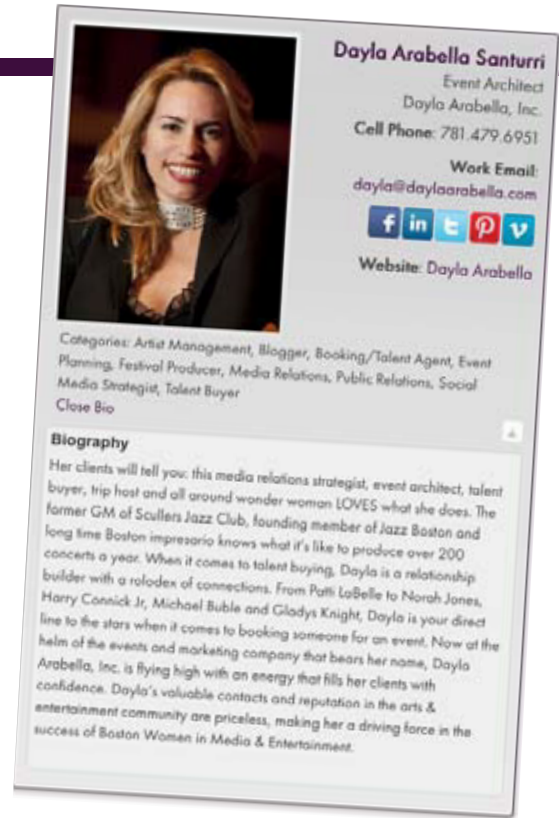 Dayla Arabella Santurri
Event Architect
Dayla Arabella, Inc.
Cell Phone: 781.479.6951
Work Email:
dayla@daylaarabella.com
f in t P v
Website: Dayla Arabella
Categories: Artist Management, Blogger, Booking/Talent Agent, Event
Planning, Festival Producer, Media Relations, Public Relations, Social
Media Strategist, Talent Buyer
Close Bio
Biography
Her clients will tell you: this media relations strategist, event architect, talent
buyer, trip host and all around wonder woman LOVES what she does. The
former GM of Scullers Jazz Club, founding member of Jazz Boston and
long time Boston impresario knows what it's like to produce over 200
concerts a year. When it comes to talent buying, Dayla is a relationship
builder with a rolodex of connections. From Patti LaBelle to Norah Jones,
Harry Connick Jr, Michael Buble and Gladys Knight, Dayla is your direct
line to the stars when it comes to booking someone for an event. Now at the
helm of the events and marketing company that bears her name, Dayla
Arabella, Inc. is flying high with an energy that fills her clients with
confidence. Dayla's valuable contacts and reputation in the arts &
entertainment community are priceless, making her a driving force in the
success of Boston Women in Media & Entertainment.